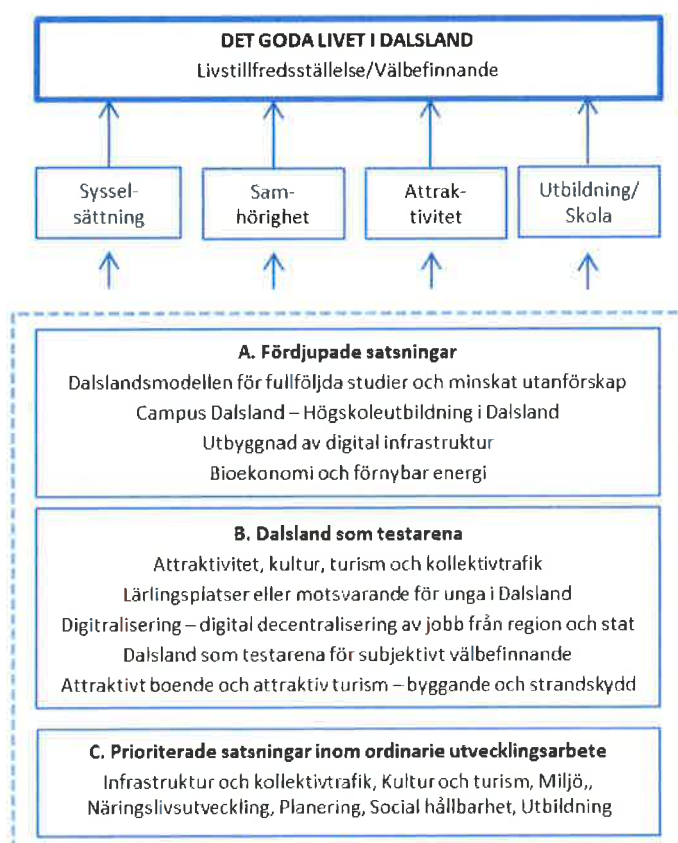 DET GODA LIVET I DALSLAND
Livstillfredsställelse/Välbefinnande
Syssel-
sättning
Sam-
hörighet
Attrak-
tivitet
Utbildning/
Skola
A. Fördjupade satsningar
Dalslandsmodellen för fullföljda studier och minskat utanförskap
Campus Dalsland – Högskoleutbildning i Dalsland
Utbyggnad av digital infrastruktur
Bioekonomi och förnybar energi
B. Dalsland som testarena
Attraktivitet, kultur, turism och kollektivtrafik
Lärlingsplatser eller motsvarande för unga i Dalsland
Digitralisering – digital decentralisering av jobb från region och stat
Dalsland som testarena för subjektivt välbefinnande
Attraktivt boende och attraktiv turism – byggande och strandskydd
C. Prioriterade satsningar inom ordinarie utvecklingsarbete
Infrastruktur och kollektivtrafik, Kultur och turism, Miljö,,
Näringslivsutveckling, Planering, Social hållbarhet, Utbildning